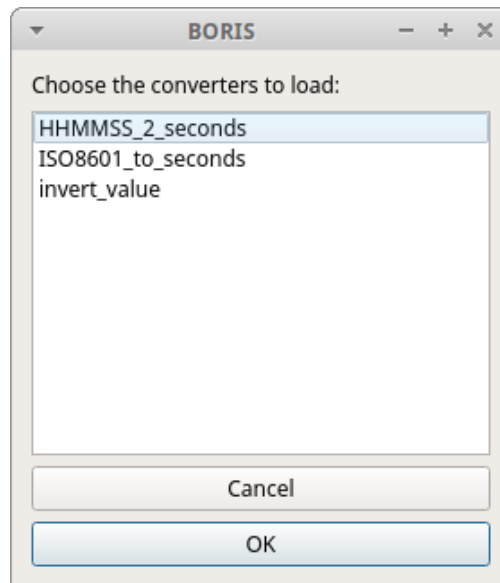 BORIS
Choose the converters to load:
HHMMSS_2_seconds
ISO8601_to_seconds
invert_value
Cancel
OK